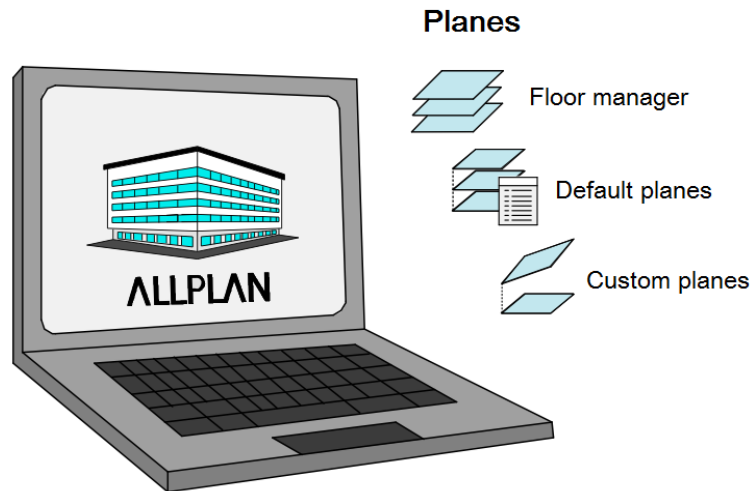 Planes
Floor manager
Default planes
Custom planes
ALLPLAN